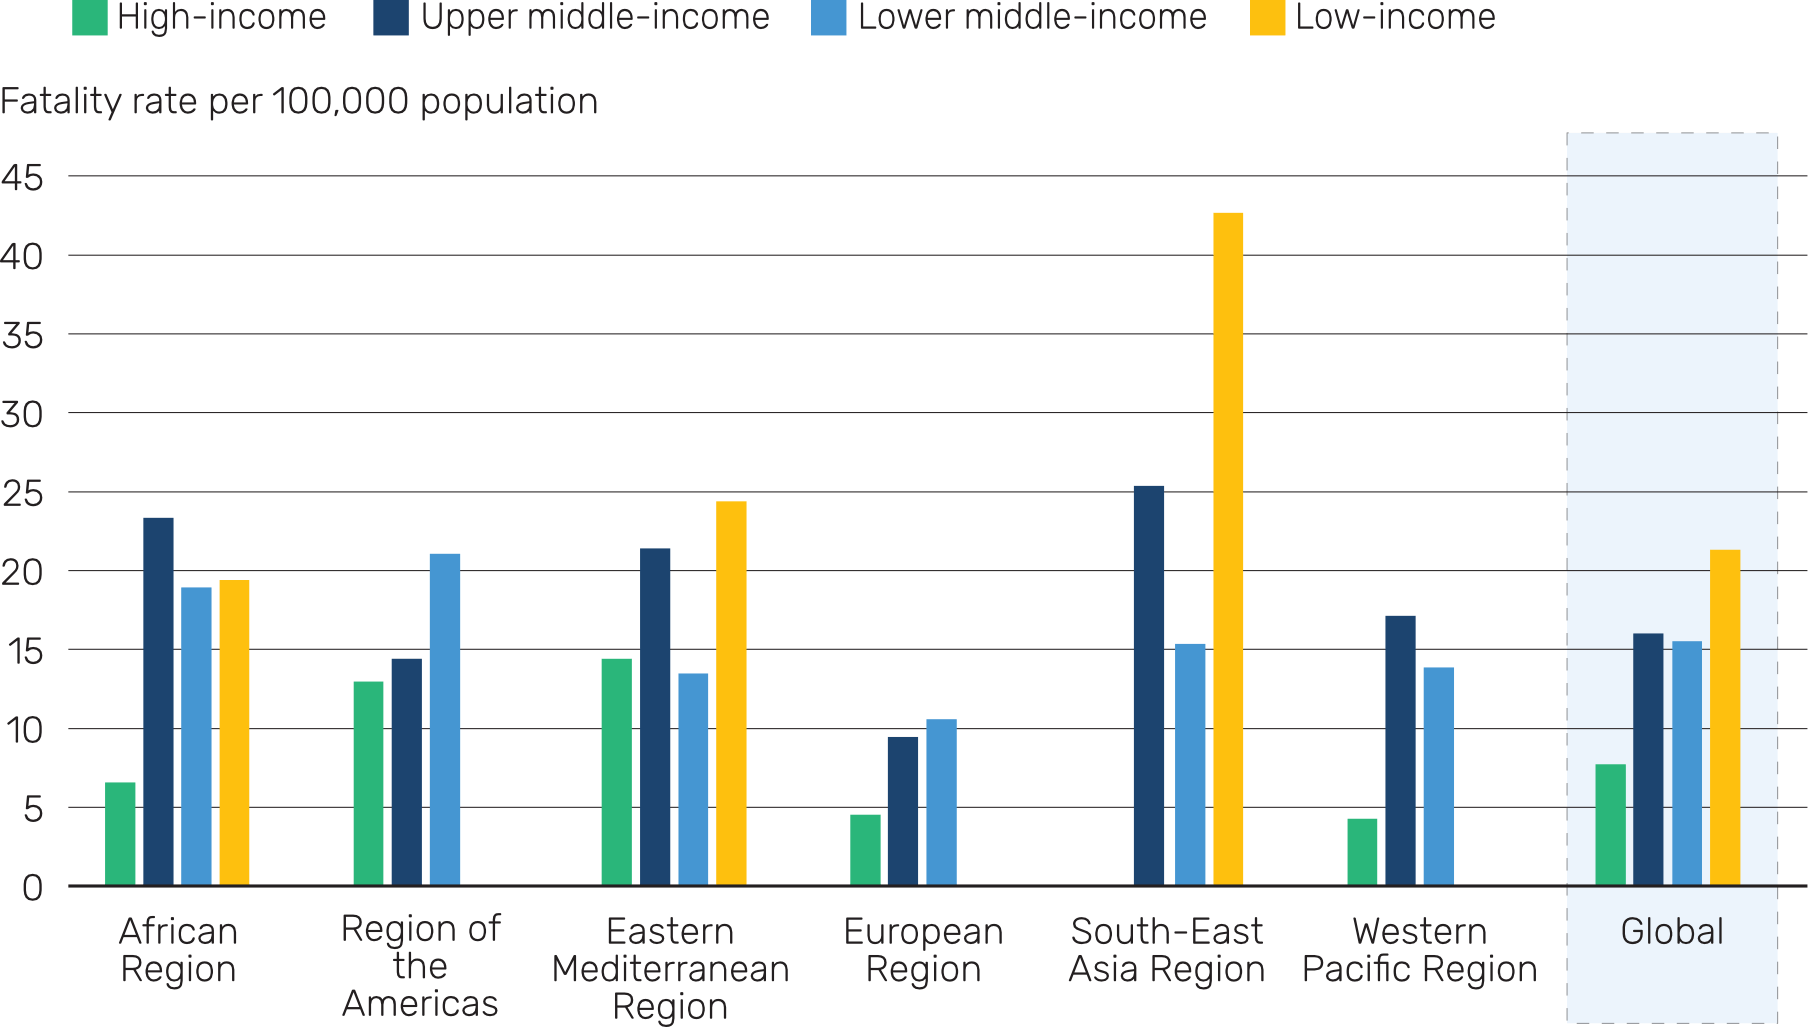 High-income Upper middle-income Lower middle-income Low-income
Fatality rate per 100,000 population
45
40
35
30
25
20
15
10
5
0
African
Region
Region of
the
Americas
Eastern
Mediterranean
Region
European
Region
South-East
Asia Region
Western
Pacific Region
Global